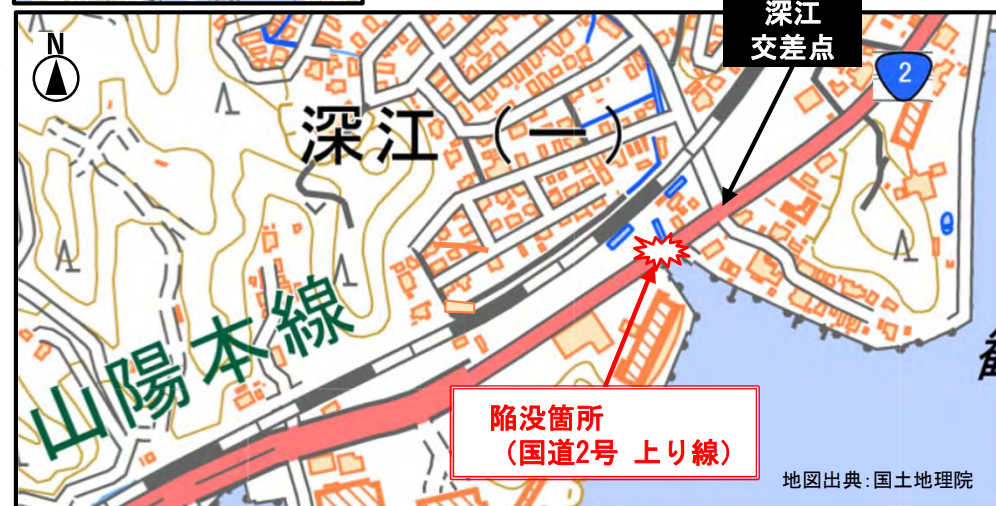 深江
交差点
N
2
深江（一）
山陽本線
陥没箇所
（国道2号 上り線）
地図出典：国土地理院